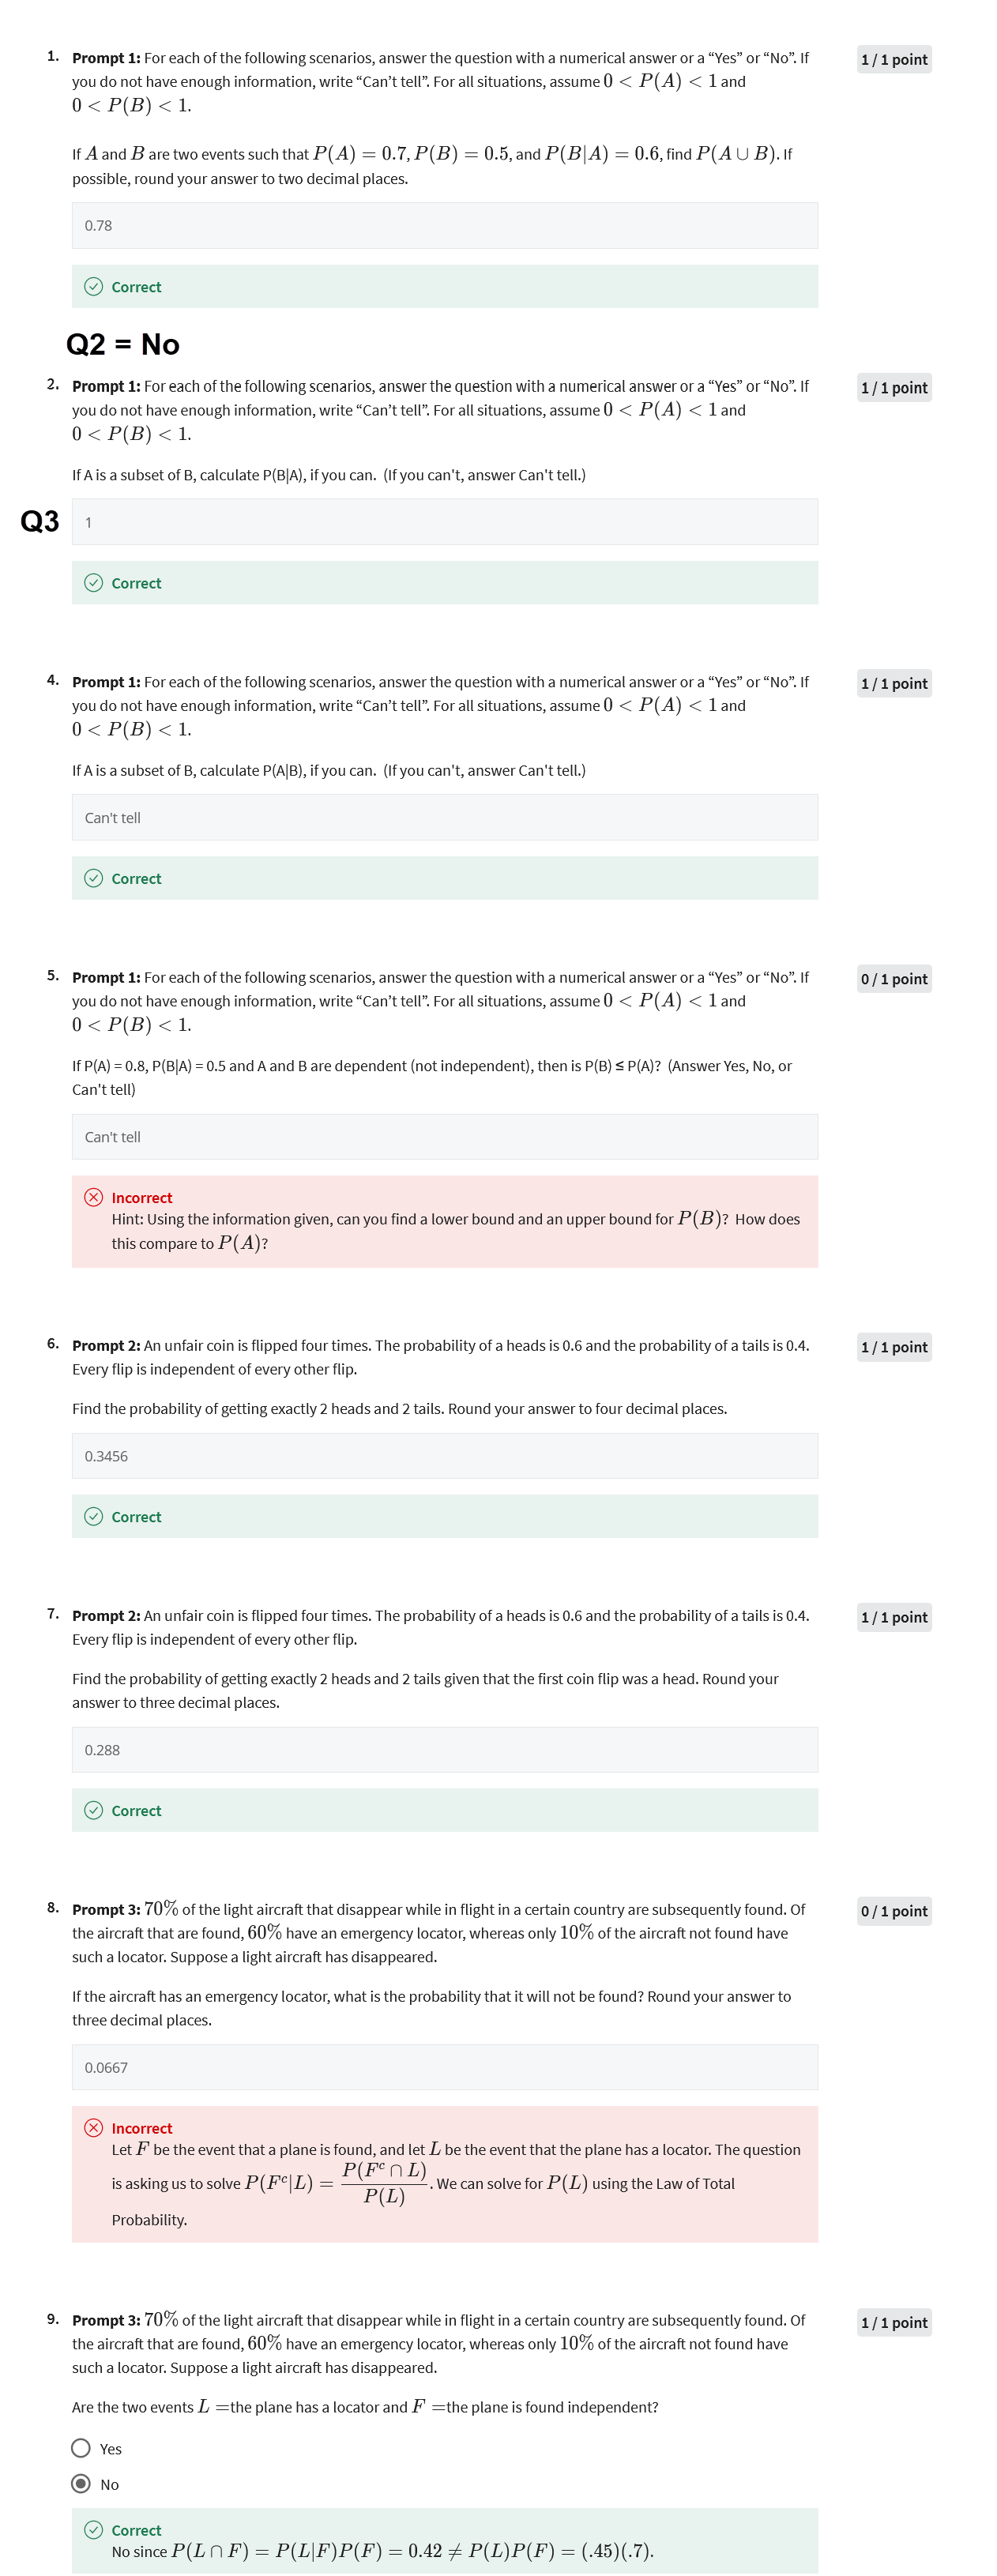 1. Prompt 1: For each of the following scenarios, answer the question with a numerical answer or a “Yes” or “No”. If 1 / 1 point
you do not have enough information, write “Can’t tell”. For all situations, assume 0 < P(A) < 1 and
0 < P(B) < 1.
If A and B are two events such that P(A) = 0.7, P(B) = 0.5, and P(B|A) = 0.6, find P(A ∪ B). If
possible, round your answer to two decimal places.
0.78
Correct
Q2 = No
2. Prompt 1: For each of the following scenarios, answer the question with a numerical answer or a “Yes” or “No”. If 1 / 1 point
you do not have enough information, write “Can’t tell”. For all situations, assume 0 < P(A) < 1 and
0 < P(B) < 1.
If A is a subset of B, calculate P(B|A), if you can. (If you can't, answer Can't tell.)
Q3 1
Correct
4. Prompt 1: For each of the following scenarios, answer the question with a numerical answer or a “Yes” or “No”. If 1 / 1 point
you do not have enough information, write “Can’t tell”. For all situations, assume 0 < P(A) < 1 and
0 < P(B) < 1.
If A is a subset of B, calculate P(A|B), if you can. (If you can't, answer Can't tell.)
Can't tell
Correct
5. Prompt 1: For each of the following scenarios, answer the question with a numerical answer or a “Yes” or “No”. If 0 / 1 point
you do not have enough information, write “Can’t tell”. For all situations, assume 0 < P(A) < 1 and
0 < P(B) < 1.
If P(A) = 0.8, P(B|A) = 0.5 and A and B are dependent (not independent), then is P(B) ≤ P(A)? (Answer Yes, No, or
Can't tell)
Can't tell
Incorrect
Hint: Using the information given, can you find a lower bound and an upper bound for P(B)? How does
this compare to P(A)?
6. Prompt 2: An unfair coin is flipped four times. The probability of a heads is 0.6 and the probability of a tails is 0.4. 1 / 1 point
Every flip is independent of every other flip.
Find the probability of getting exactly 2 heads and 2 tails. Round your answer to four decimal places.
0.3456
Correct
7. Prompt 2: An unfair coin is flipped four times. The probability of a heads is 0.6 and the probability of a tails is 0.4. 1 / 1 point
Every flip is independent of every other flip.
Find the probability of getting exactly 2 heads and 2 tails given that the first coin flip was a head. Round your
answer to three decimal places.
0.288
Correct
8. Prompt 3: 70% of the light aircraft that disappear while in flight in a certain country are subsequently found. Of 0 / 1 point
the aircraft that are found, 60% have an emergency locator, whereas only 10% of the aircraft not found have
such a locator. Suppose a light aircraft has disappeared.
If the aircraft has an emergency locator, what is the probability that it will not be found? Round your answer to
three decimal places.
0.0667
Incorrect
Let F be the event that a plane is found, and let L be the event that the plane has a locator. The question
is asking us to solve P(Fᶜ|L) = P(Fᶜ ∩ L) / P(L). We can solve for P(L) using the Law of Total
Probability.
9. Prompt 3: 70% of the light aircraft that disappear while in flight in a certain country are subsequently found. Of 1 / 1 point
the aircraft that are found, 60% have an emergency locator, whereas only 10% of the aircraft not found have
such a locator. Suppose a light aircraft has disappeared.
Are the two events L =the plane has a locator and F =the plane is found independent?
Yes
No
Correct
No since P(L ∩ F) = P(L|F)P(F) = 0.42 ≠ P(L)P(F) = (.45)(.7).